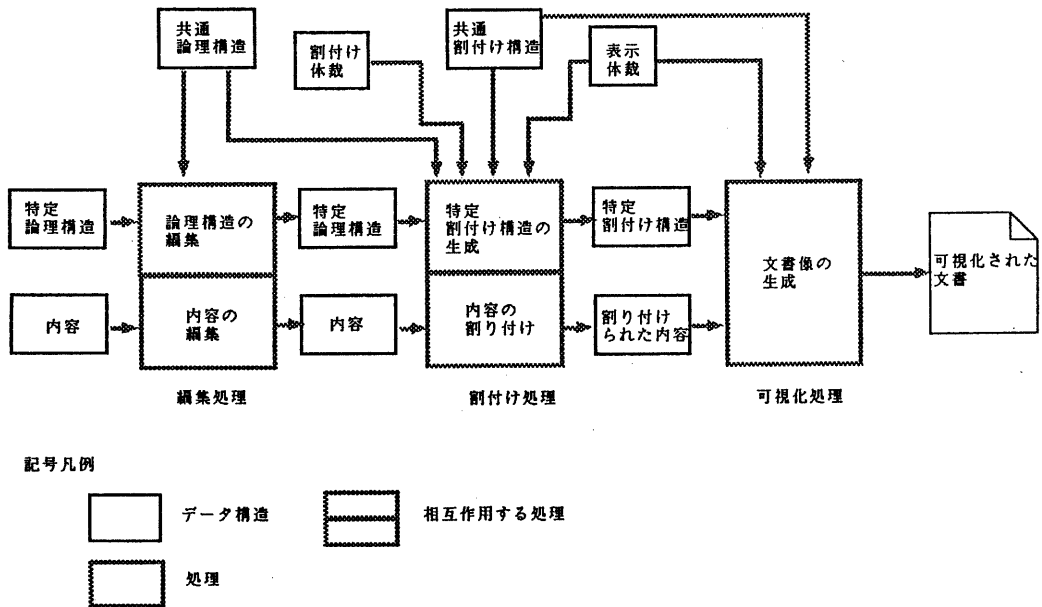 共通
論理構造
割付け
体裁
共通
割付け構造
表示
体裁
特定
論理構造
論理構造の
編集
特定
論理構造
特定
割付け構造の
生成
特定
割付け構造
文書像の
生成
可視化された
文書
内容
内容の
編集
内容
内容の
割り付け
割り付け
られた内容
編集処理
割付け処理
可視化処理
記号凡例
データ構造
相互作用する処理
処理